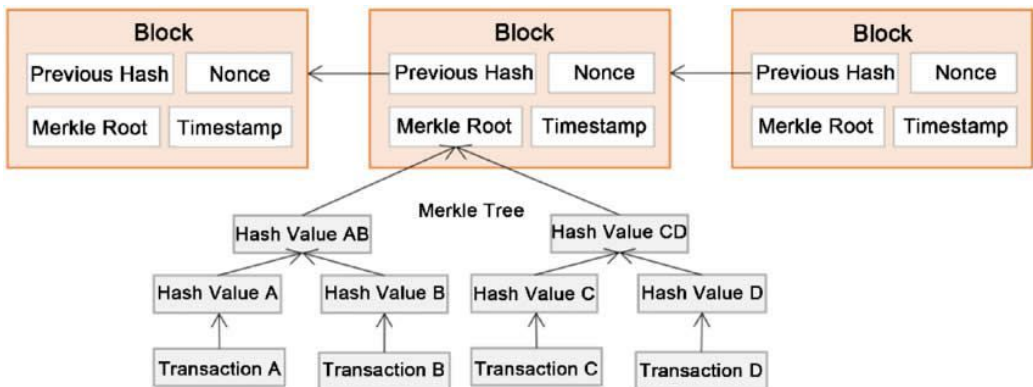 Block
Block
Block
Previous Hash
Nonce
Previous Hash
Nonce
Previous Hash
Nonce
Merkle Root
Timestamp
Merkle Root
Timestamp
Merkle Root
Timestamp
Merkle Tree
Hash Value AB
Hash Value CD
Hash Value A
Hash Value B
Hash Value C
Hash Value D
Transaction A
Transaction B
Transaction C
Transaction D